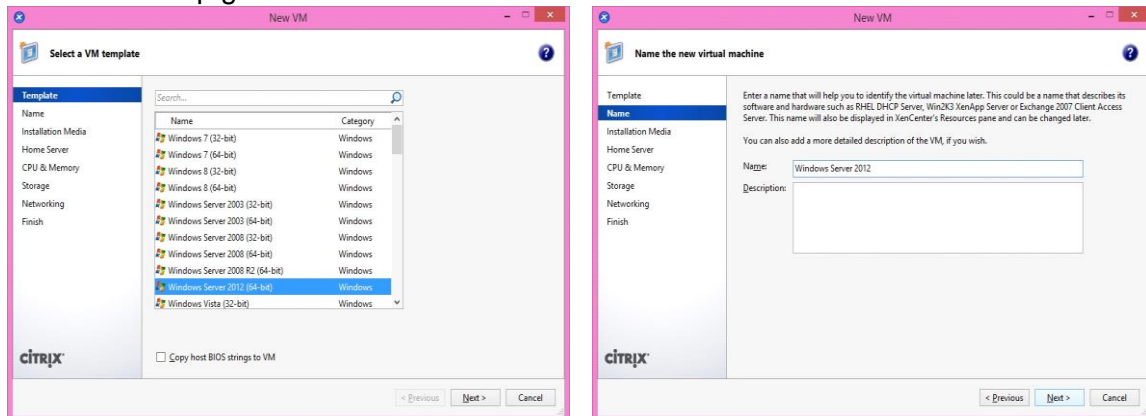 New VM
Select a VM template
Template
Name
Installation Media
Home Server
CPU & Memory
Storage
Networking
Finish
Search...
Name Category
Windows 7 (32-bit) Windows
Windows 7 (64-bit) Windows
Windows 8 (32-bit) Windows
Windows 8 (64-bit) Windows
Windows Server 2003 (32-bit) Windows
Windows Server 2003 (64-bit) Windows
Windows Server 2008 (32-bit) Windows
Windows Server 2008 (64-bit) Windows
Windows Server 2008 R2 (64-bit) Windows
Windows Server 2012 (64-bit) Windows
Windows Vista (32-bit) Windows
Copy host BIOS strings to VM
CITRIX
< Previous Next > Cancel
New VM
Name the new virtual machine
Template
Name
Installation Media
Home Server
CPU & Memory
Storage
Networking
Finish
Enter a name that will help you to identify the virtual machine later. This could be a name that describes its
software and hardware such as RHEL DHCP Server, Win2K3 XenApp Server or Exchange 2007 Client Access
Server. This name will also be displayed in XenCenter's Resources pane and can be changed later.
You can also add a more detailed description of the VM, if you wish.
Name: Windows Server 2012
Description:
CITRIX
< Previous Next > Cancel